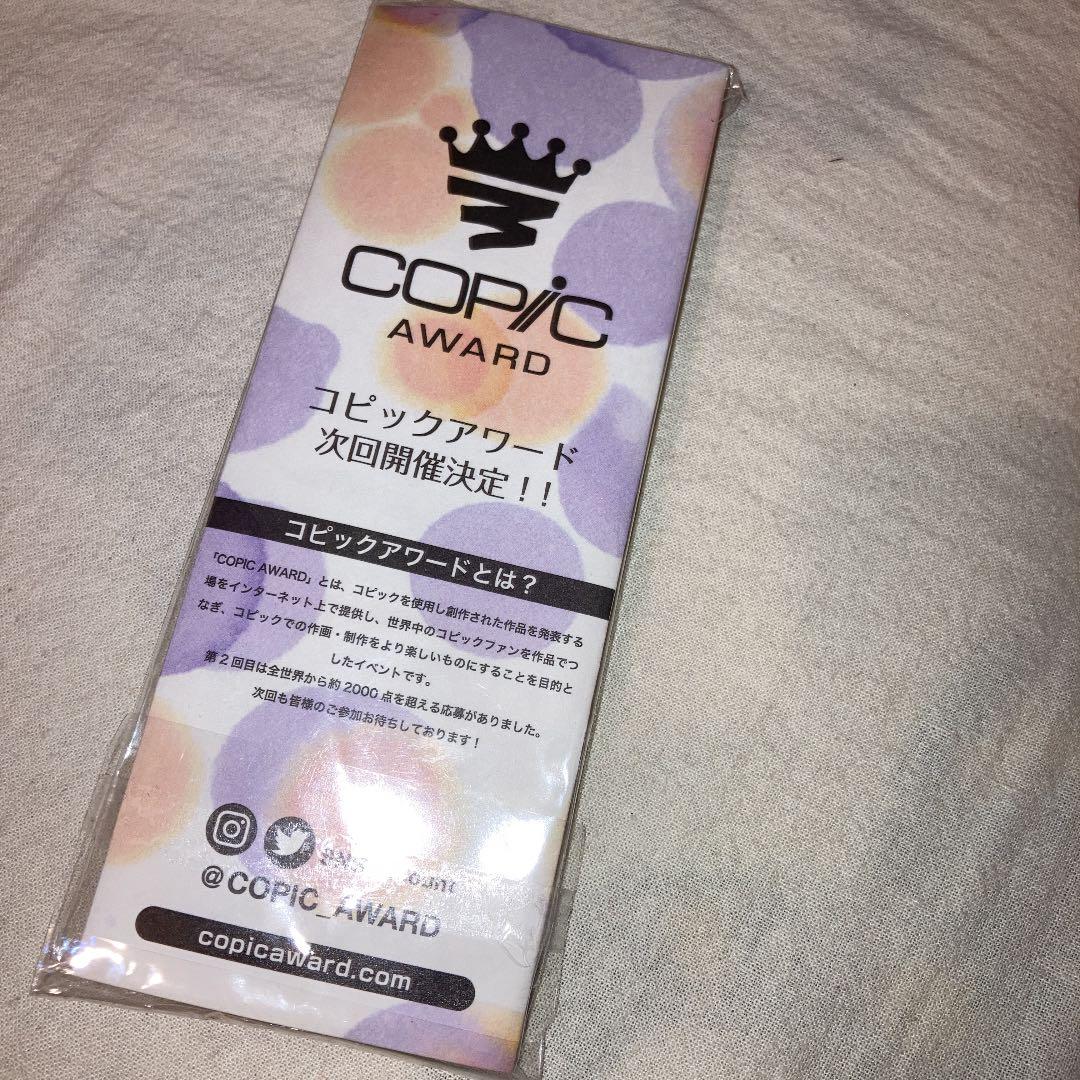 COPIC
AWARD
コピックアワード
次回開催決定！！
コピックアワードとは？
「COPIC AWARD」とは、コピックを使用し創作された作品を発表する
場をインターネット上で提供し、世界中のコピックファンを作品でつ
なぎ、コピックでの作画・制作をより楽しいものにすることを目的と
したイベントです。
第2回目は全世界から約2000点を超える応募がありました。
次回も皆様のご参加お待ちしております！
@COPIC_AWARD
copicaward.com